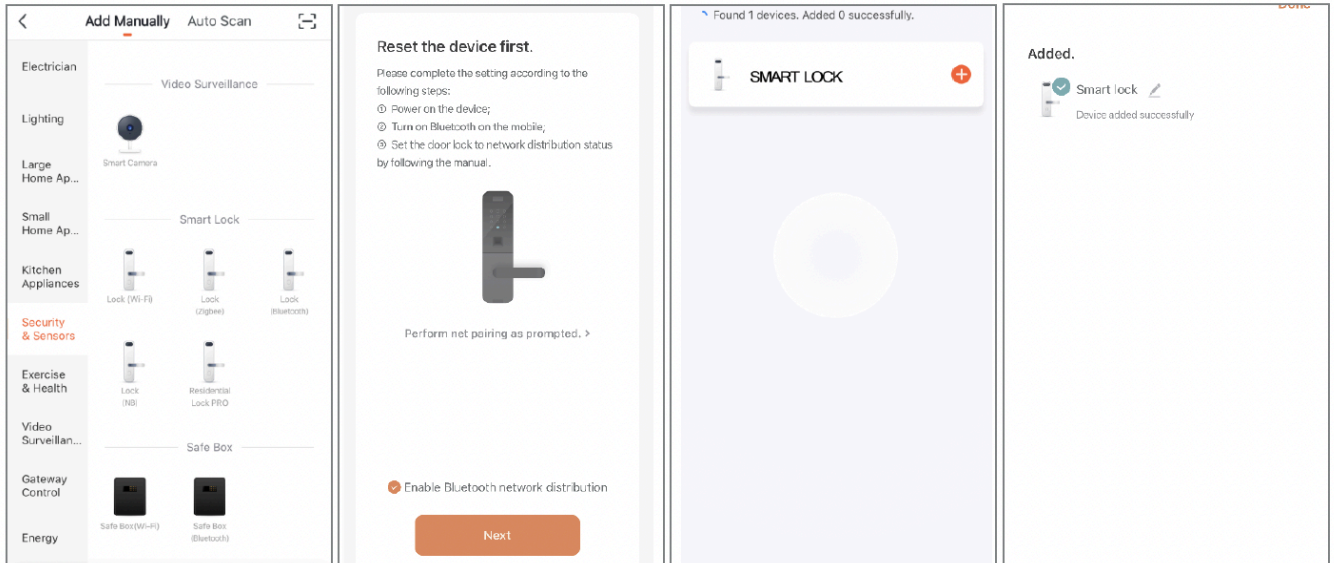 Add Manually Auto Scan
Electrician
Lighting
Large
Home Ap...
Small
Home Ap...
Kitchen
Appliances
Security
& Sensors
Exercise
& Health
Video
Surveillan...
Gateway
Control
Energy
Video Surveillance
Smart Camera
Smart Lock
Lock (Wi-Fi)
Lock
(Zigbee)
Lock
(Bluetooth)
Lock
(NB)
Residential
Lock PRO
Safe Box
Safe Box(Wi-Fi)
Safe Box
(Bluetooth)
Reset the device first.
Please complete the setting according to the
following steps:
① Power on the device;
② Turn on Bluetooth on the mobile;
③ Set the door lock to network distribution status
by following the manual.
Perform net pairing as prompted. >
Enable Bluetooth network distribution
Next
Found 1 devices. Added 0 successfully.
SMART LOCK
Done
Added.
Smart lock
Device added successfully